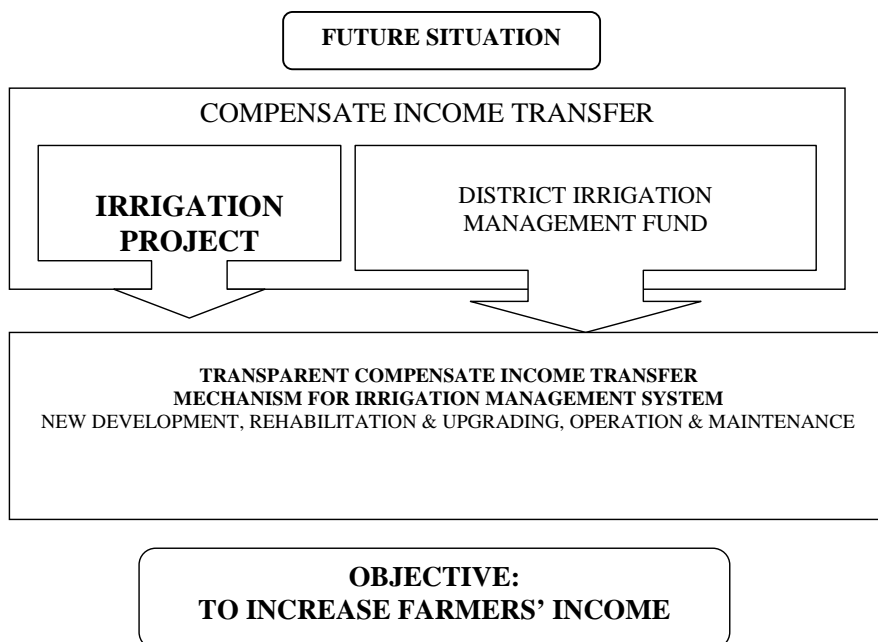 FUTURE SITUATION
COMPENSATE INCOME TRANSFER
IRRIGATION
PROJECT
DISTRICT IRRIGATION
MANAGEMENT FUND
TRANSPARENT COMPENSATE INCOME TRANSFER
MECHANISM FOR IRRIGATION MANAGEMENT SYSTEM
NEW DEVELOPMENT, REHABILITATION & UPGRADING, OPERATION & MAINTENANCE
OBJECTIVE:
TO INCREASE FARMERS’ INCOME